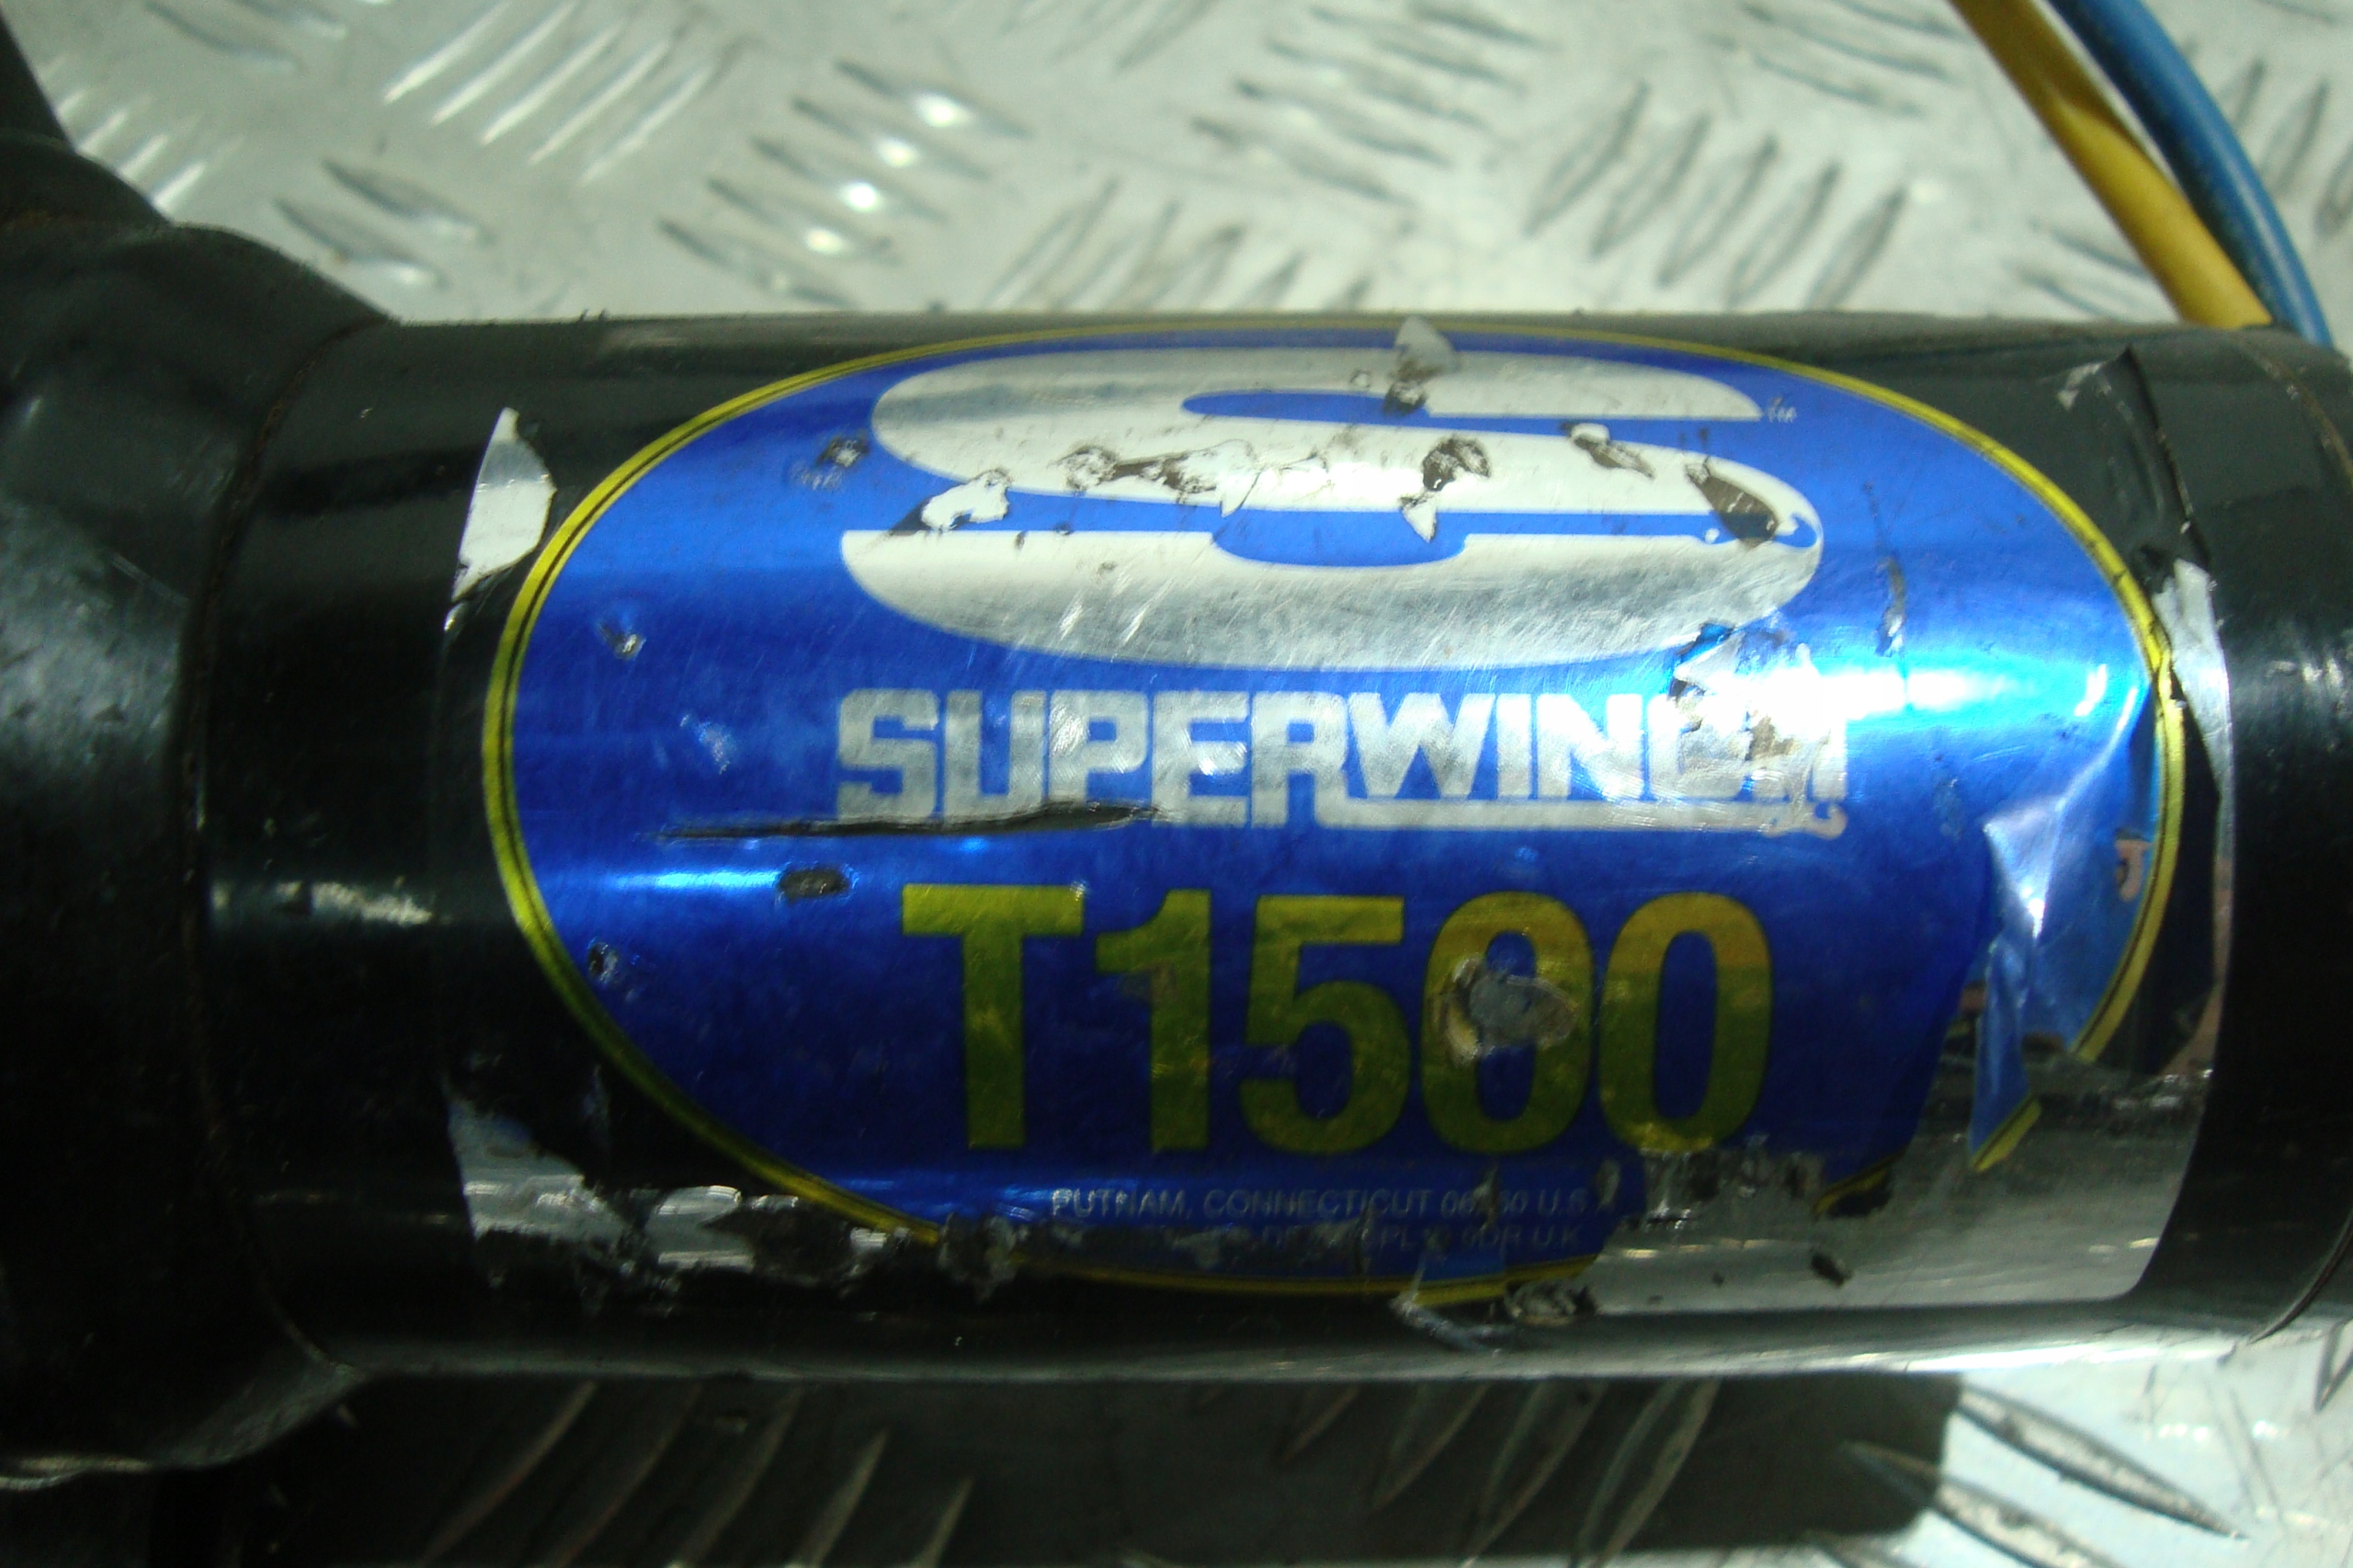 S
SUPERWINCH
T1500
PUTNAM, CONNECTICUT U.S.A
U.K.